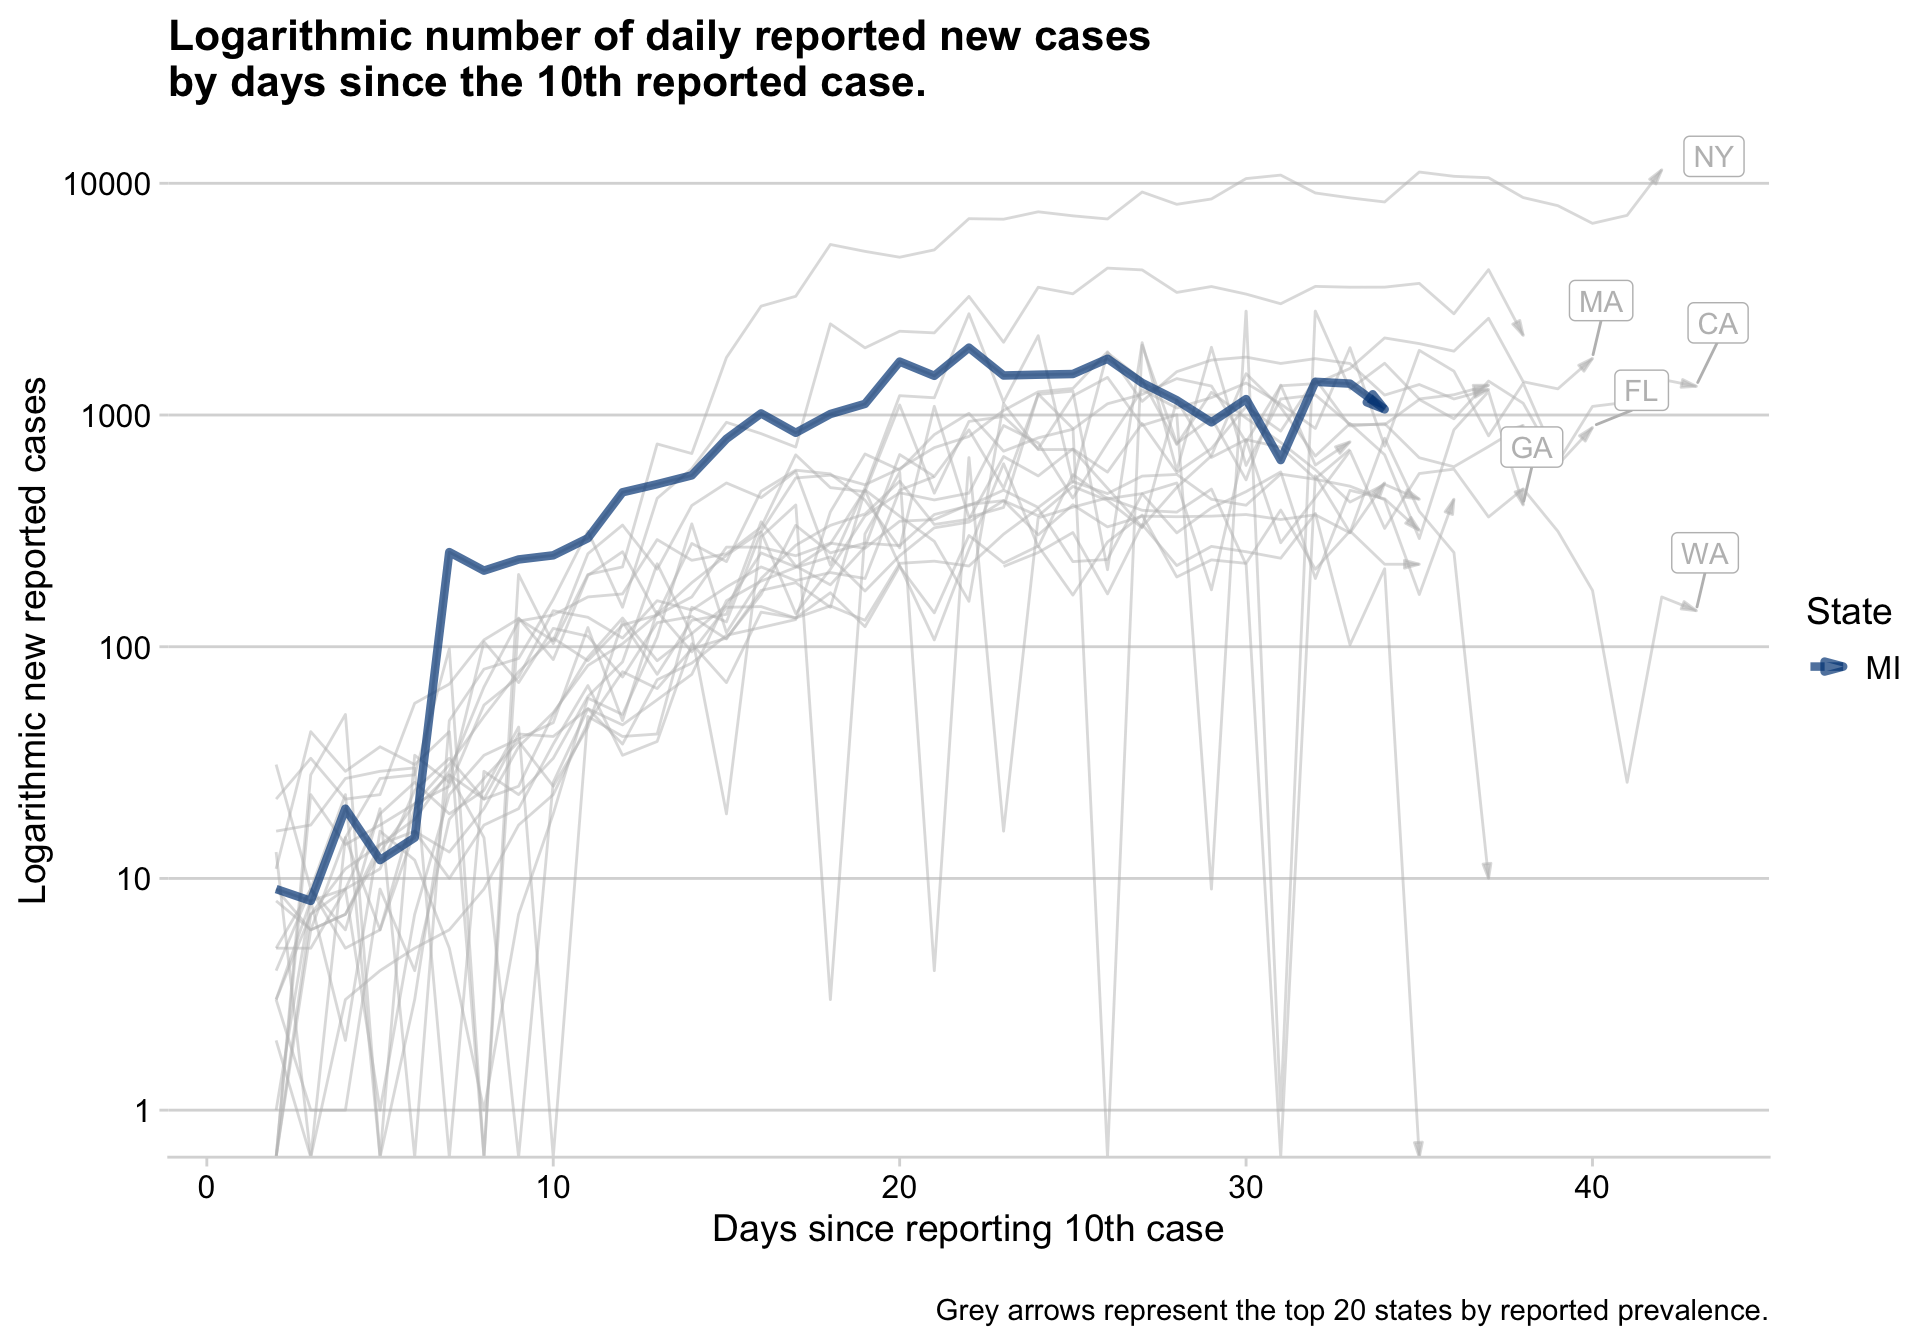 Logarithmic number of daily reported new cases
by days since the 10th reported case.
Logarithmic new reported cases
10000
1000
100
10
1
NY
MA
CA
FL
GA
WA
State
MI
0
10
20
30
40
Days since reporting 10th case
Grey arrows represent the top 20 states by reported prevalence.